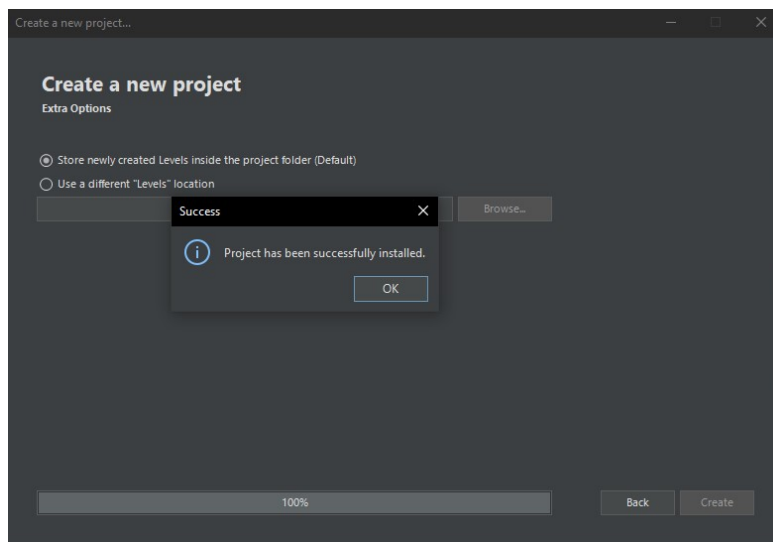 Create a new project...
Create a new project
Extra Options
Store newly created Levels inside the project folder (Default)
Use a different "Levels" location
Browse...
Success
Project has been successfully installed.
OK
100%
Back
Create